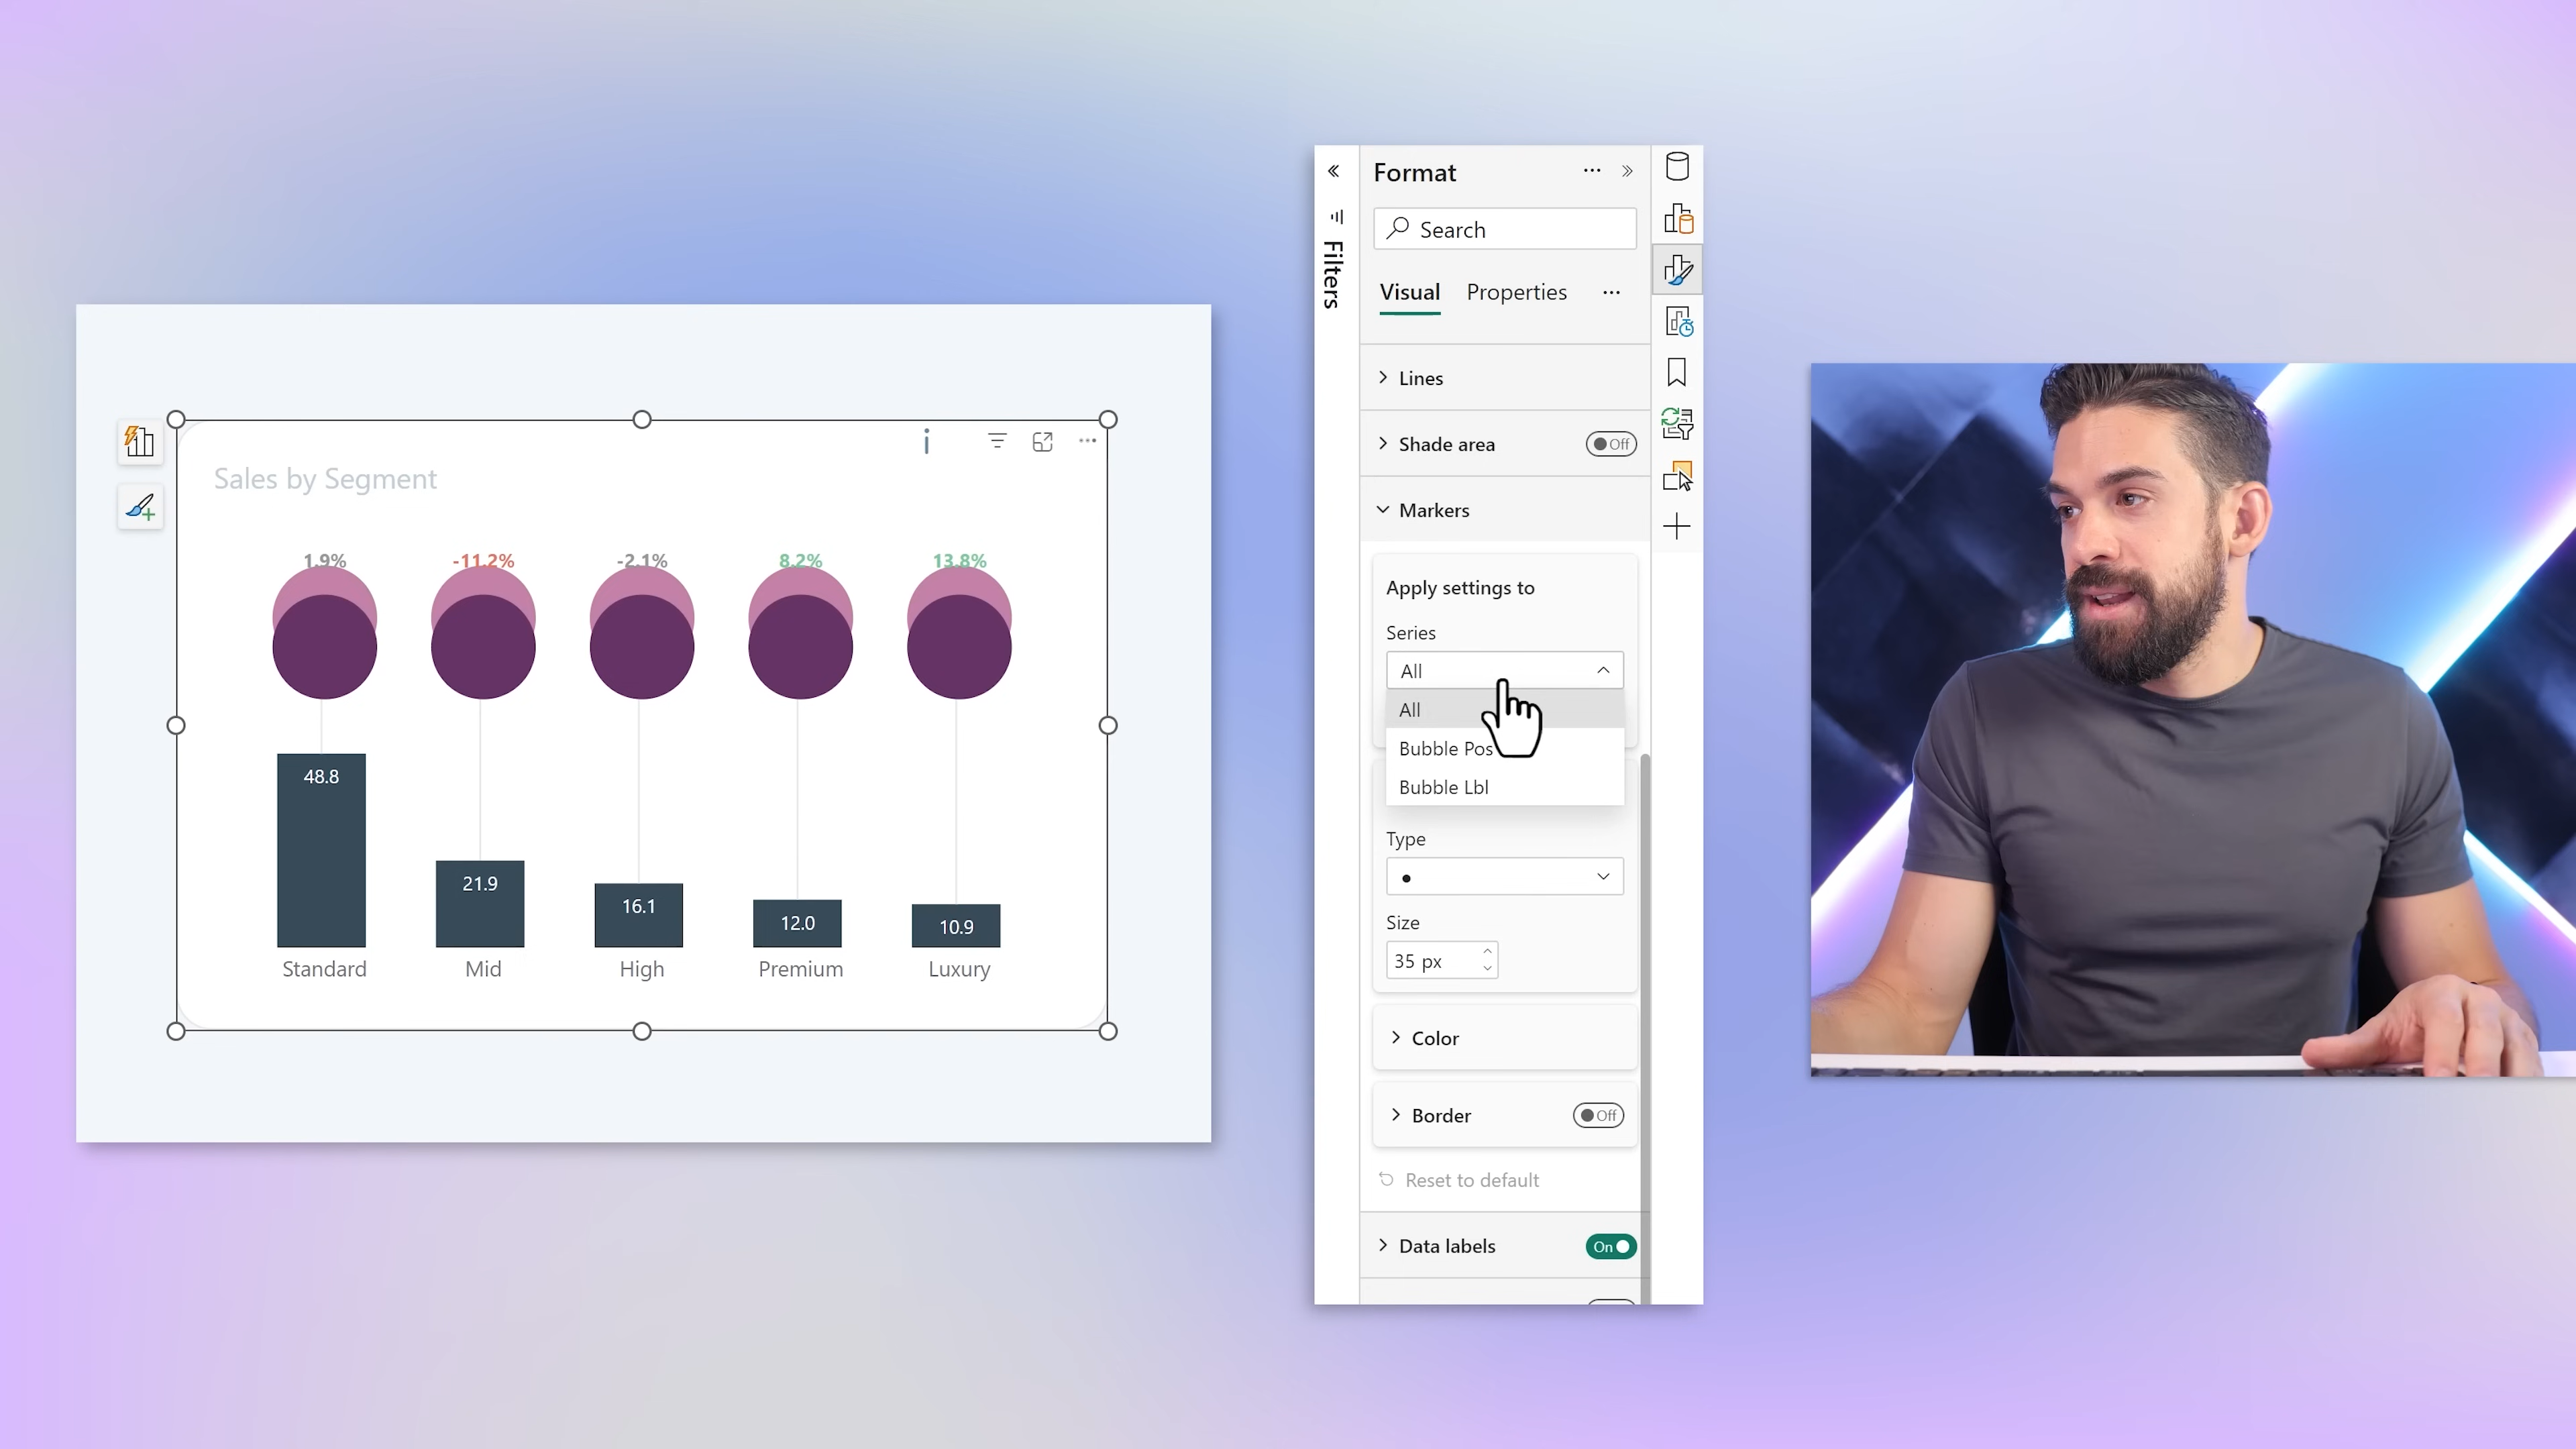 Sales by Segment
1.9% -11.2% -2.1% 8.2% 13.8%
48.8
21.9
16.1
12.0
10.9
Standard Mid High Premium Luxury
Filters
Format
Search
Visual Properties
Lines
Shade area Off
Markers
Apply settings to
Series
All
All
Bubble Pos
Bubble Lbl
Type
Size
35 px
Color
Border Off
Reset to default
Data labels On